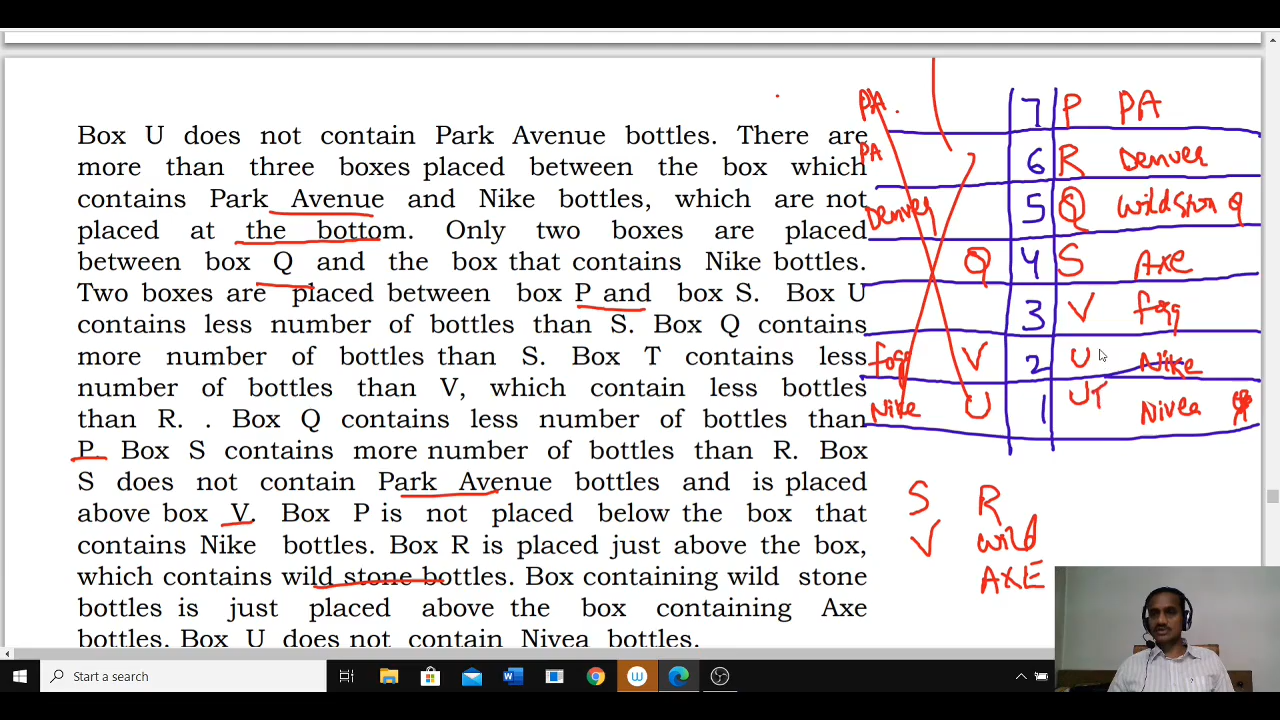 Box U does not contain Park Avenue bottles. There are
more than three boxes placed between the box which
contains Park Avenue and Nike bottles, which are not
placed at the bottom. Only two boxes are placed
between box Q and the box that contains Nike bottles.
Two boxes are placed between box P and box S. Box U
contains less number of bottles than S. Box Q contains
more number of bottles than S. Box T contains less
number of bottles than V, which contain less bottles
than R. . Box Q contains less number of bottles than
P. Box S contains more number of bottles than R. Box
S does not contain Park Avenue bottles and is placed
above box V. Box P is not placed below the box that
contains Nike bottles. Box R is placed just above the box,
which contains wild stone bottles. Box containing wild stone
bottles is just placed above the box containing Axe
bottles. Box U does not contain Nivea bottles.
PA 7 P PA
PA 6 R Denver
Denver 5 Q
Q 4 S Axe
3 V Fogg
Fogg V 2 U Nike
Nike U 1 UT Nivea
S R
V wild
AXE
Type here to search